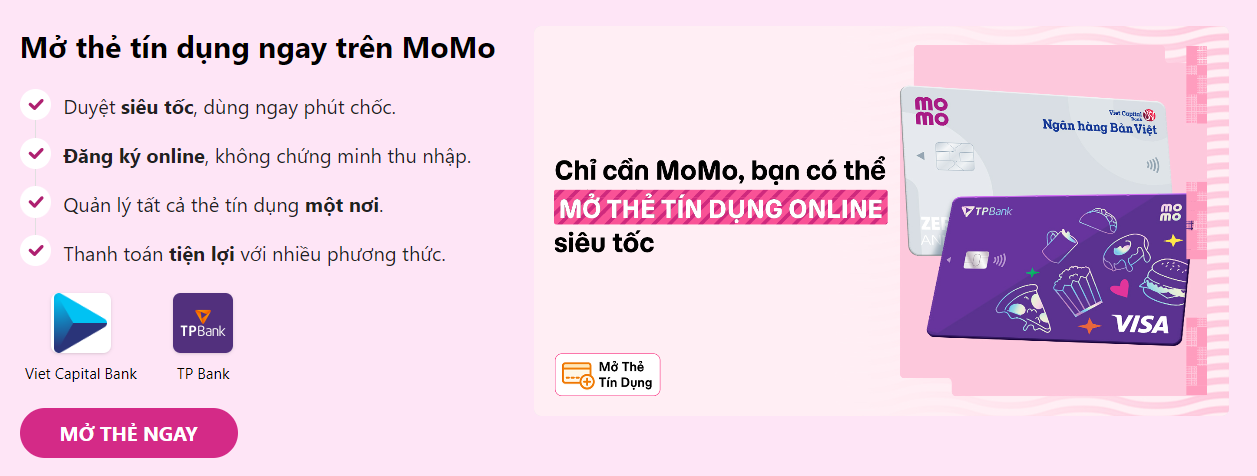 Mở thẻ tín dụng ngay trên MoMo
Duyệt siêu tốc, dùng ngay phút chốc.
Đăng ký online, không chứng minh thu nhập.
Quản lý tất cả thẻ tín dụng một nơi.
Thanh toán tiện lợi với nhiều phương thức.
TPBank
Viet Capital Bank
TP Bank
MỞ THẺ NGAY
Chỉ cần MoMo, bạn có thể
MỞ THẺ TÍN DỤNG ONLINE
siêu tốc
Mở Thẻ
Tín Dụng
mo
mo
Viet Capital
Bank
Ngân hàng Bản Việt
TPBank
mo
mo
VISA